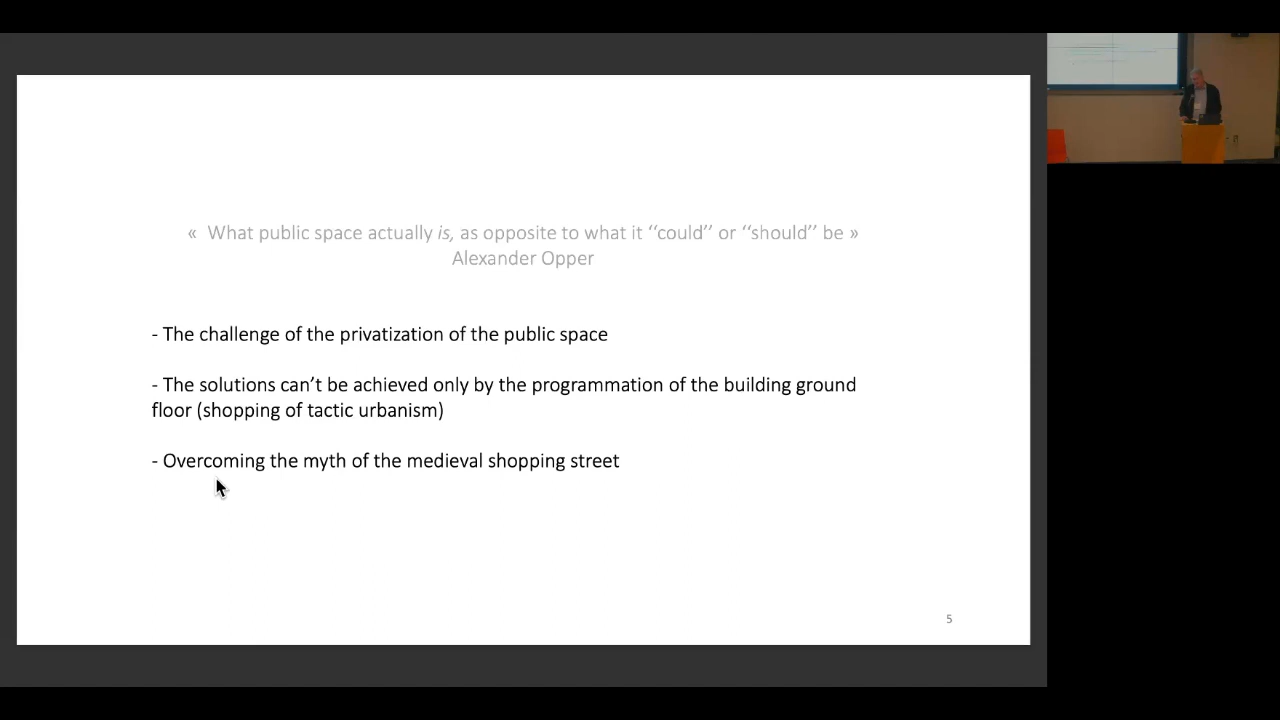 «  What public space actually is, as opposite to what it ‘‘could’’ or ‘‘should’’ be »
Alexander Opper
- The challenge of the privatization of the public space
- The solutions can’t be achieved only by the programmation of the building ground
floor (shopping of tactic urbanism)
- Overcoming the myth of the medieval shopping street
5